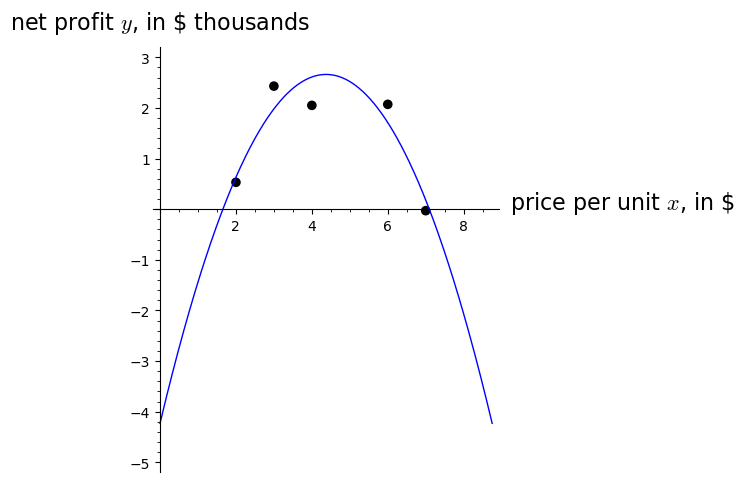 net profit y, in $ thousands
3
2
1
price per unit x, in $
2 4 6 8
−1
−2
−3
−4
−5